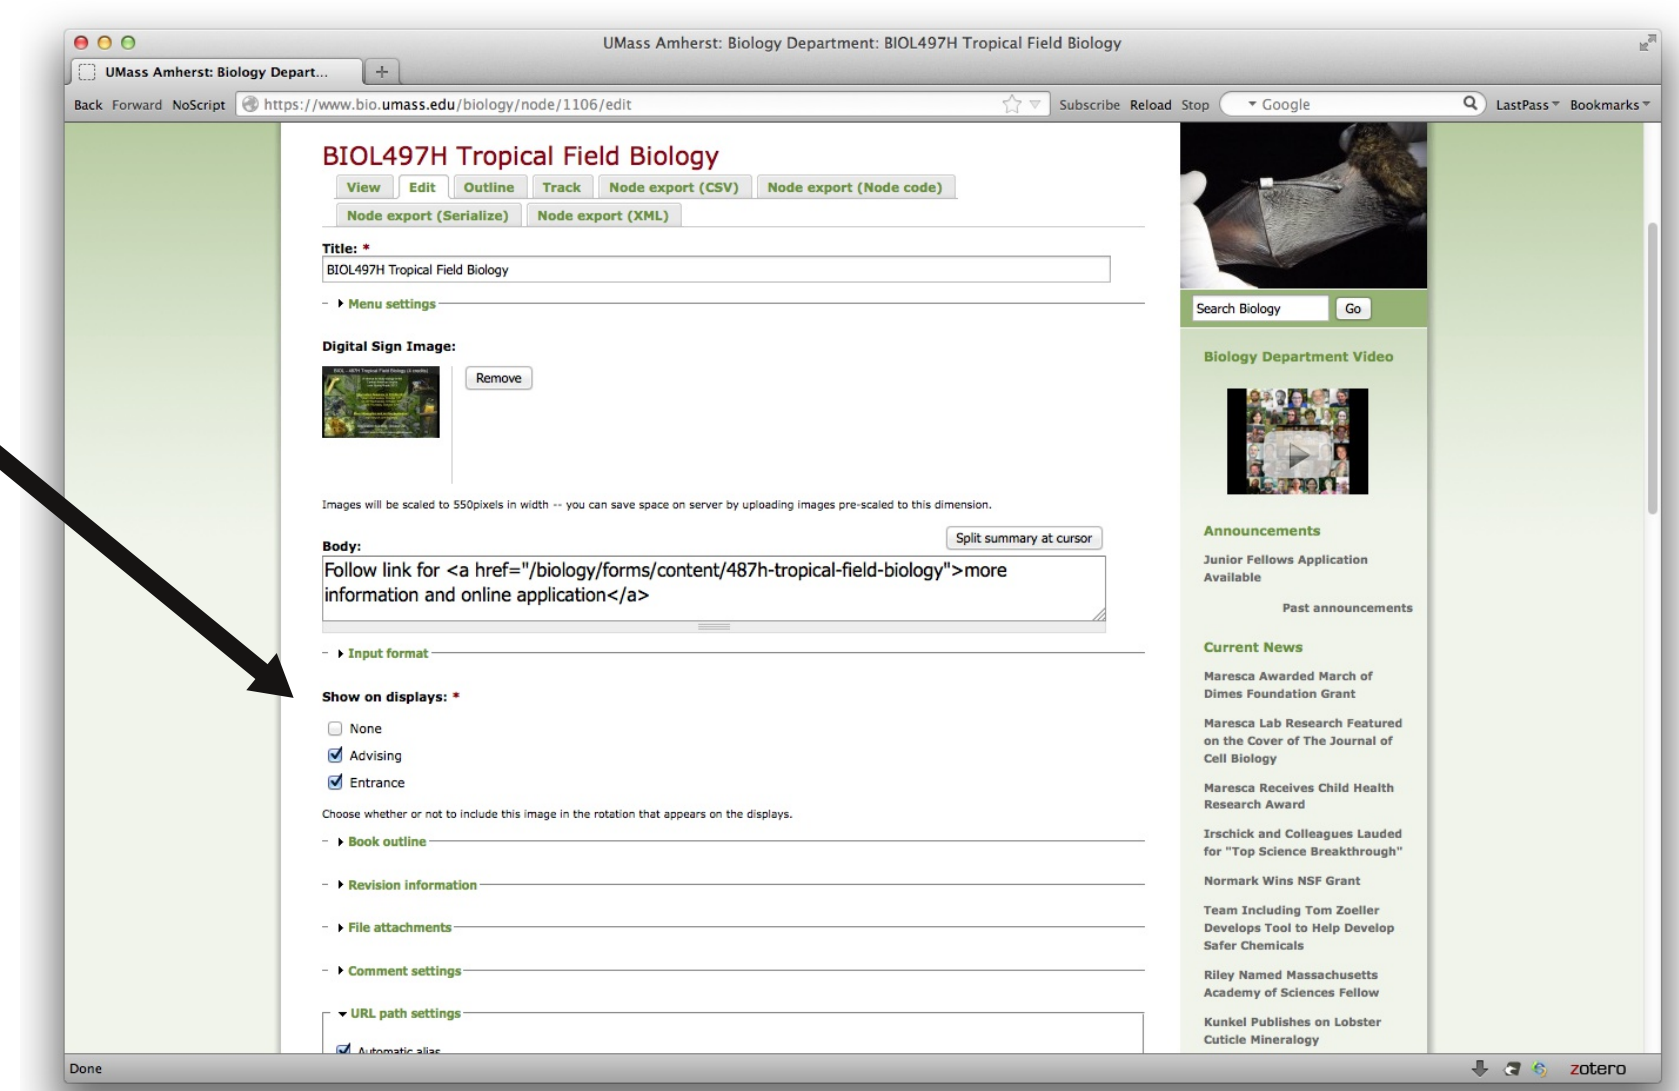 UMass Amherst: Biology Department: BIOL497H Tropical Field Biology
UMass Amherst: Biology Depart...
Back Forward NoScript https://www.bio.umass.edu/biology/node/1106/edit Subscribe Reload Stop Google LastPass Bookmarks
BIOL497H Tropical Field Biology
View Edit Outline Track Node export (CSV) Node export (Node code)
Node export (Serialize) Node export (XML)
Title: *
BIOL497H Tropical Field Biology
Menu settings
Digital Sign Image:
Remove
Images will be scaled to 550pixels in width -- you can save space on server by uploading images pre-scaled to this dimension.
Split summary at cursor
Body:
Follow link for <a href="/biology/forms/content/487h-tropical-field-biology">more
information and online application</a>
Input format
Show on displays: *
None
Advising
Entrance
Choose whether or not to include this image in the rotation that appears on the displays.
Book outline
Revision information
File attachments
Comment settings
URL path settings
Automatic alias
Search Biology Go
Biology Department Video
Announcements
Junior Fellows Application
Available
Past announcements
Current News
Maresca Awarded March of
Dimes Foundation Grant
Maresca Lab Research Featured
on the Cover of The Journal of
Cell Biology
Maresca Receives Child Health
Research Award
Irschick and Colleagues Lauded
for "Top Science Breakthrough"
Normark Wins NSF Grant
Team Including Tom Zoeller
Develops Tool to Help Develop
Safer Chemicals
Riley Named Massachusetts
Academy of Sciences Fellow
Kunkel Publishes on Lobster
Cuticle Mineralogy
Done
zotero